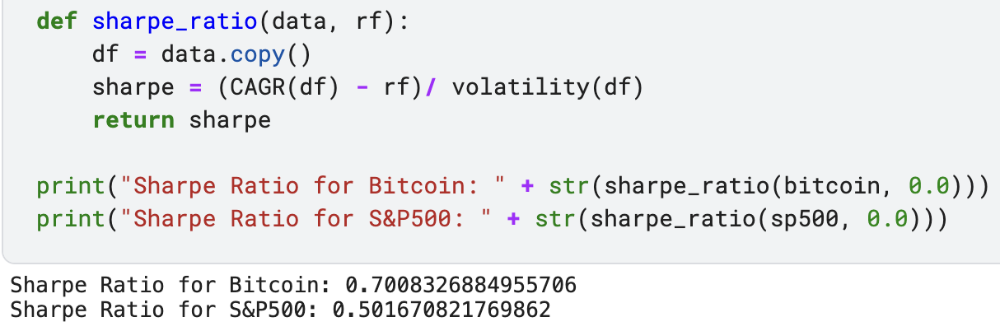 def sharpe_ratio(data, rf):
    df = data.copy()
    sharpe = (CAGR(df) - rf)/ volatility(df)
    return sharpe

print("Sharpe Ratio for Bitcoin: " + str(sharpe_ratio(bitcoin, 0.0)))
print("Sharpe Ratio for S&P500: " + str(sharpe_ratio(sp500, 0.0)))
Sharpe Ratio for Bitcoin: 0.7008326884955706
Sharpe Ratio for S&P500: 0.501670821769862